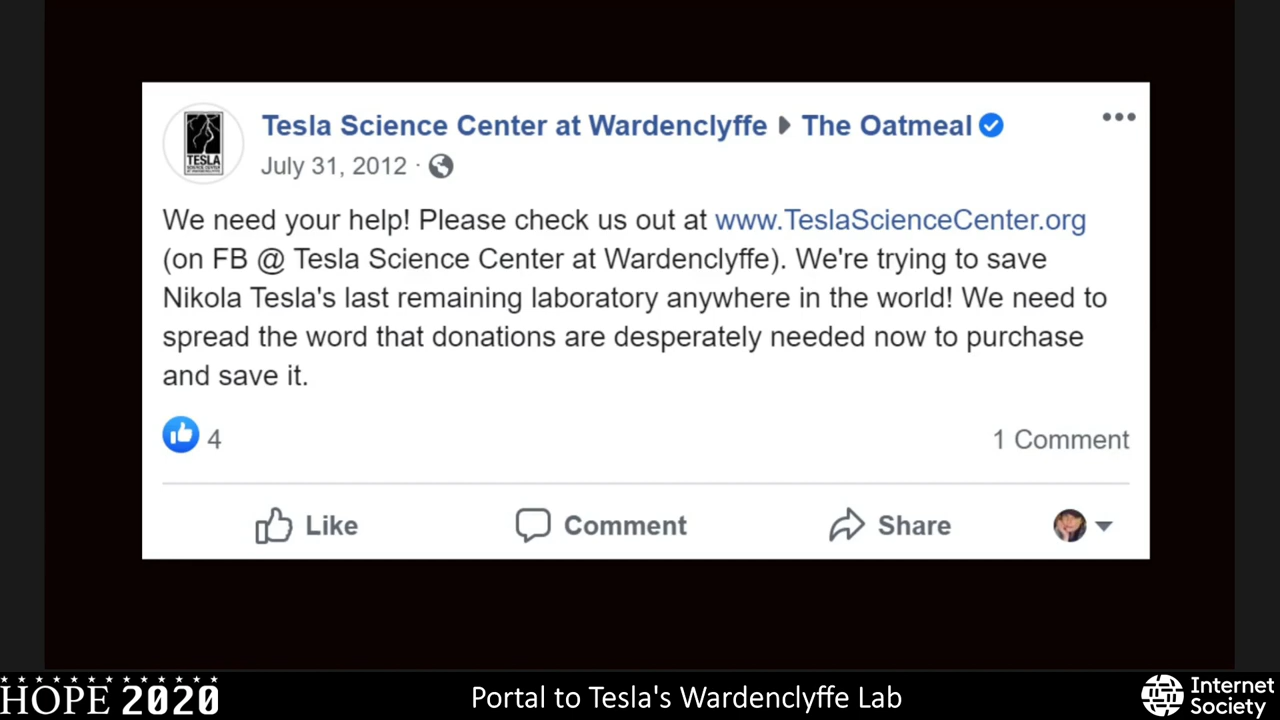 Tesla Science Center at Wardenclyffe The Oatmeal
July 31, 2012 ·
TESLA
We need your help! Please check us out at www.TeslaScienceCenter.org
(on FB @ Tesla Science Center at Wardenclyffe). We're trying to save
Nikola Tesla's last remaining laboratory anywhere in the world! We need to
spread the word that donations are desperately needed now to purchase
and save it.
4
1 Comment
Like
Comment
Share
HOPE 2020
Portal to Tesla's Wardenclyffe Lab
Internet
Society